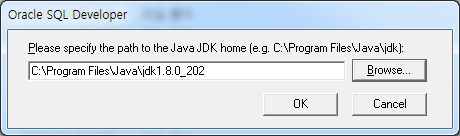 Oracle SQL Developer
Please specify the path to the Java JDK home (e.g. C:\Program Files\Java\jdk):
C:\Program Files\Java\jdk1.8.0_202
Browse...
OK
Cancel